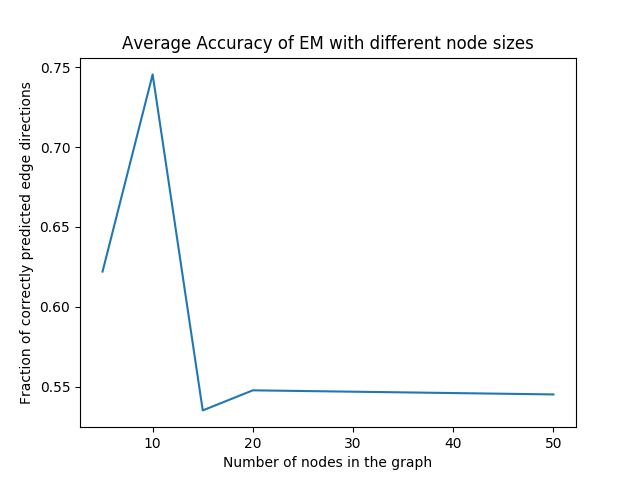 Average Accuracy of EM with different node sizes
Fraction of correctly predicted edge directions
0.75
0.70
0.65
0.60
0.55
10 20 30 40 50
Number of nodes in the graph